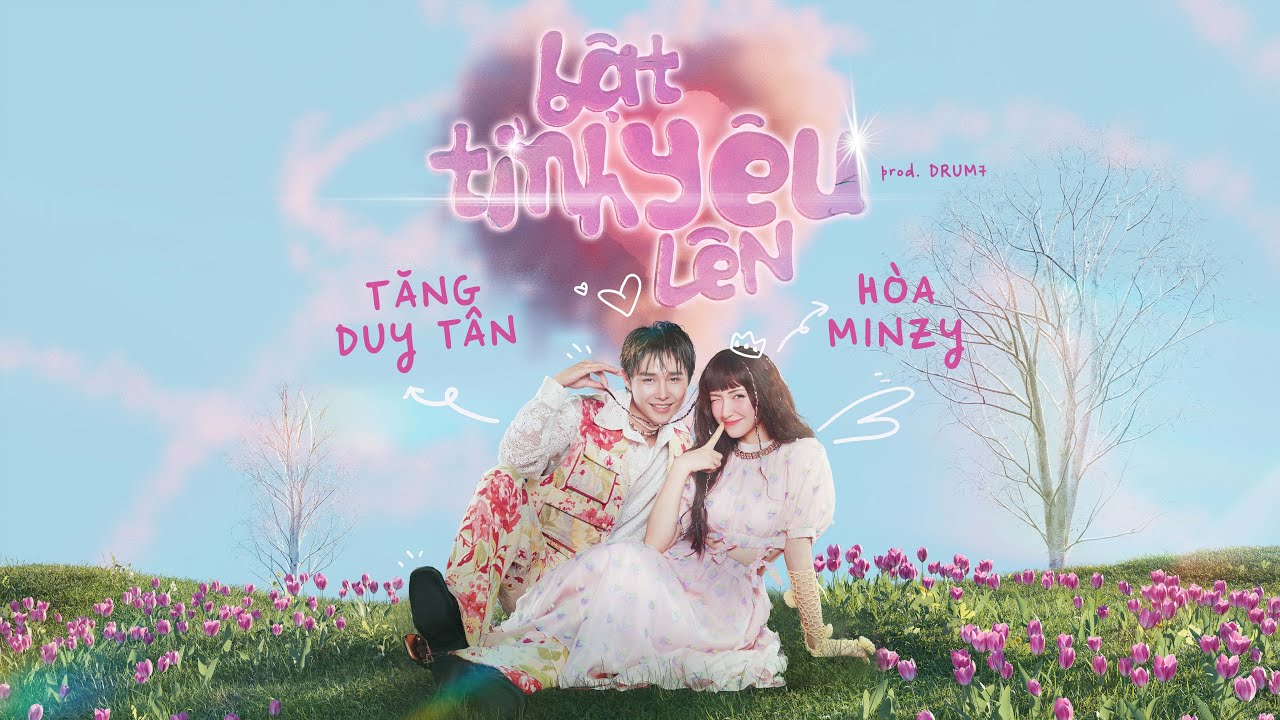 bật
tình yêu
lên
prod. DRUM7
TĂNG
DUY TÂN
HÒA
MINZY